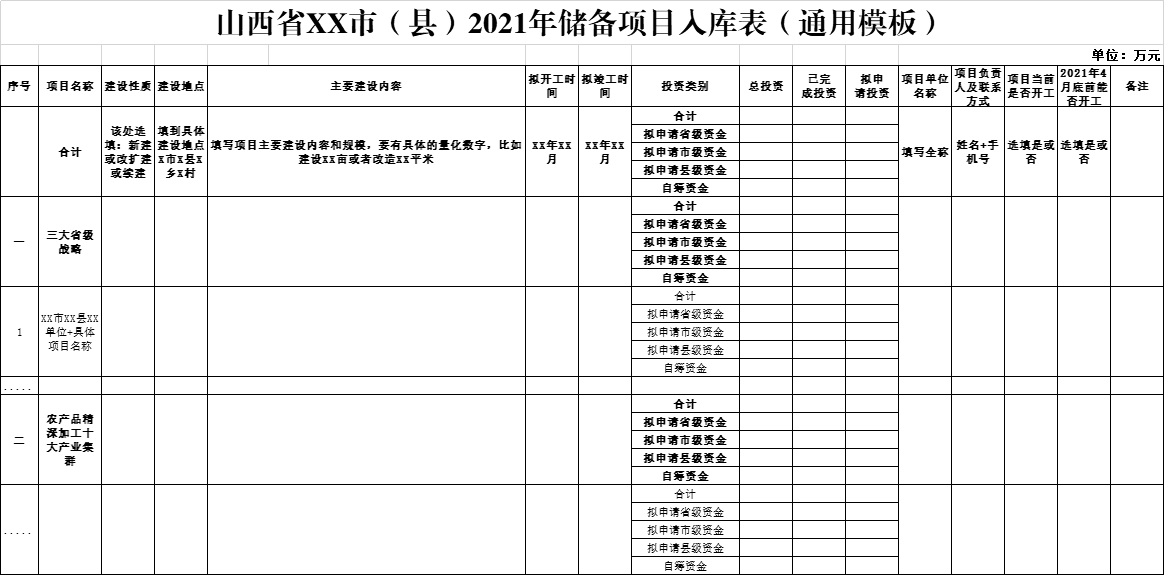 山西省XX市（县）2021年储备项目入库表（通用模板）
单位：万元
序号 项目名称 建设性质 建设地点 主要建设内容 拟开工时间 拟竣工时间 投资类别 总投资 已完成投资 拟申请投资 项目单位名称 项目负责人及联系方式 项目当前是否开工 2021年4月底前能否开工 备注
合计 该处选填：新建或改扩建或续建 填到具体建设地点X市X县X乡X村 填写项目主要建设内容和规模，要有具体的量化数字，比如建设XX亩或者改造XX平米 XX年XX月 XX年XX月 合计 填写全称 姓名+手机号 选填是或否 选填是或否
拟申请省级资金
拟申请市级资金
拟申请县级资金
自筹资金
一 三大省级战略 合计
拟申请省级资金
拟申请市级资金
拟申请县级资金
自筹资金
1 XX市XX县XX单位+具体项目名称 合计
拟申请省级资金
拟申请市级资金
拟申请县级资金
自筹资金
.....
二 农产品精深加工十大产业集群 合计
拟申请省级资金
拟申请市级资金
拟申请县级资金
自筹资金
..... 合计
拟申请省级资金
拟申请市级资金
拟申请县级资金
自筹资金